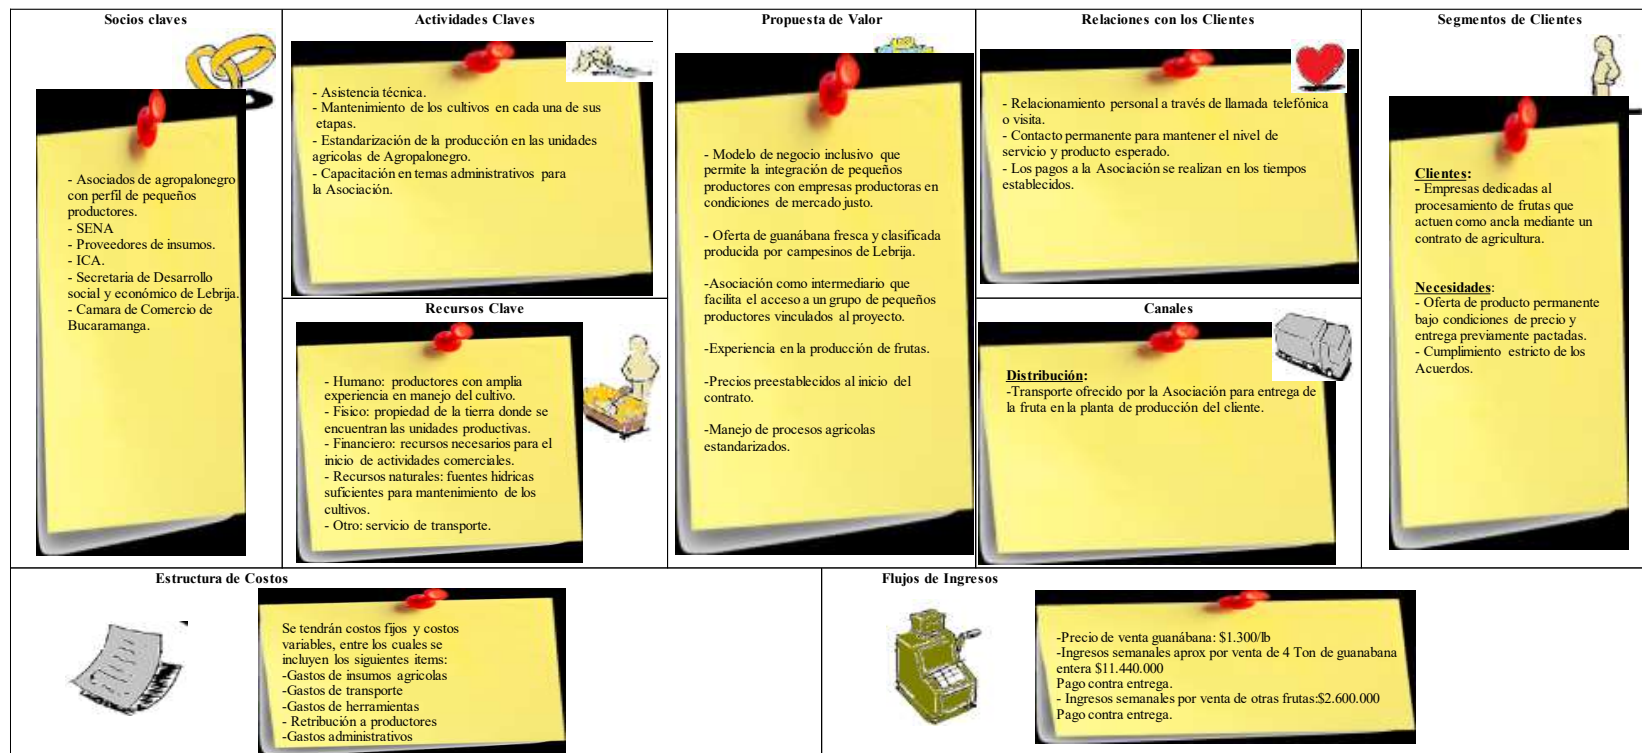 Socios claves
- Asociados de agropalonegro
con perfil de pequeños
productores.
- SENA
- Proveedores de insumos.
- ICA.
- Secretaria de Desarrollo
social y económico de Lebrija.
- Camara de Comercio de
Bucaramanga.
Actividades Claves
- Asistencia técnica.
- Mantenimiento de los cultivos en cada una de sus
etapas.
- Estandarización de la producción en las unidades
agricolas de Agropalonegro.
- Capacitación en temas administrativos para
la Asociación.
Recursos Clave
- Humano: productores con amplia
experiencia en manejo del cultivo.
- Fisico: propiedad de la tierra donde se
encuentran las unidades productivas.
- Financiero: recursos necesarios para el
inicio de actividades comerciales.
- Recursos naturales: fuentes hidricas
suficientes para mantenimiento de los
cultivos.
- Otro: servicio de transporte.
Propuesta de Valor
- Modelo de negocio inclusivo que
permite la integración de pequeños
productores con empresas productoras en
condiciones de mercado justo.
- Oferta de guanábana fresca y clasificada
producida por campesinos de Lebrija.
-Asociación como intermediario que
facilita el acceso a un grupo de pequeños
productores vinculados al proyecto.
-Experiencia en la producción de frutas.
-Precios preestablecidos al inicio del
contrato.
-Manejo de procesos agricolas
estandarizados.
Relaciones con los Clientes
- Relacionamiento personal a través de llamada telefónica
o visita.
- Contacto permanente para mantener el nivel de
servicio y producto esperado.
- Los pagos a la Asociación se realizan en los tiempos
establecidos.
Canales
Distribución:
-Transporte ofrecido por la Asociación para entrega de
la fruta en la planta de producción del cliente.
Segmentos de Clientes
Clientes:
- Empresas dedicadas al
procesamiento de frutas que
actuen como ancla mediante un
contrato de agricultura.
Necesidades:
- Oferta de producto permanente
bajo condiciones de precio y
entrega previamente pactadas.
- Cumplimiento estricto de los
Acuerdos.
Estructura de Costos
Se tendrán costos fijos y costos
variables, entre los cuales se
incluyen los siguientes items:
-Gastos de insumos agricolas
-Gastos de transporte
-Gastos de herramientas
- Retribución a productores
-Gastos administrativos
Flujos de Ingresos
-Precio de venta guanábana: $1.300/lb
-Ingresos semanales aprox por venta de 4 Ton de guanabana
entera $11.440.000
Pago contra entrega.
- Ingresos semanales por venta de otras frutas:$2.600.000
Pago contra entrega.